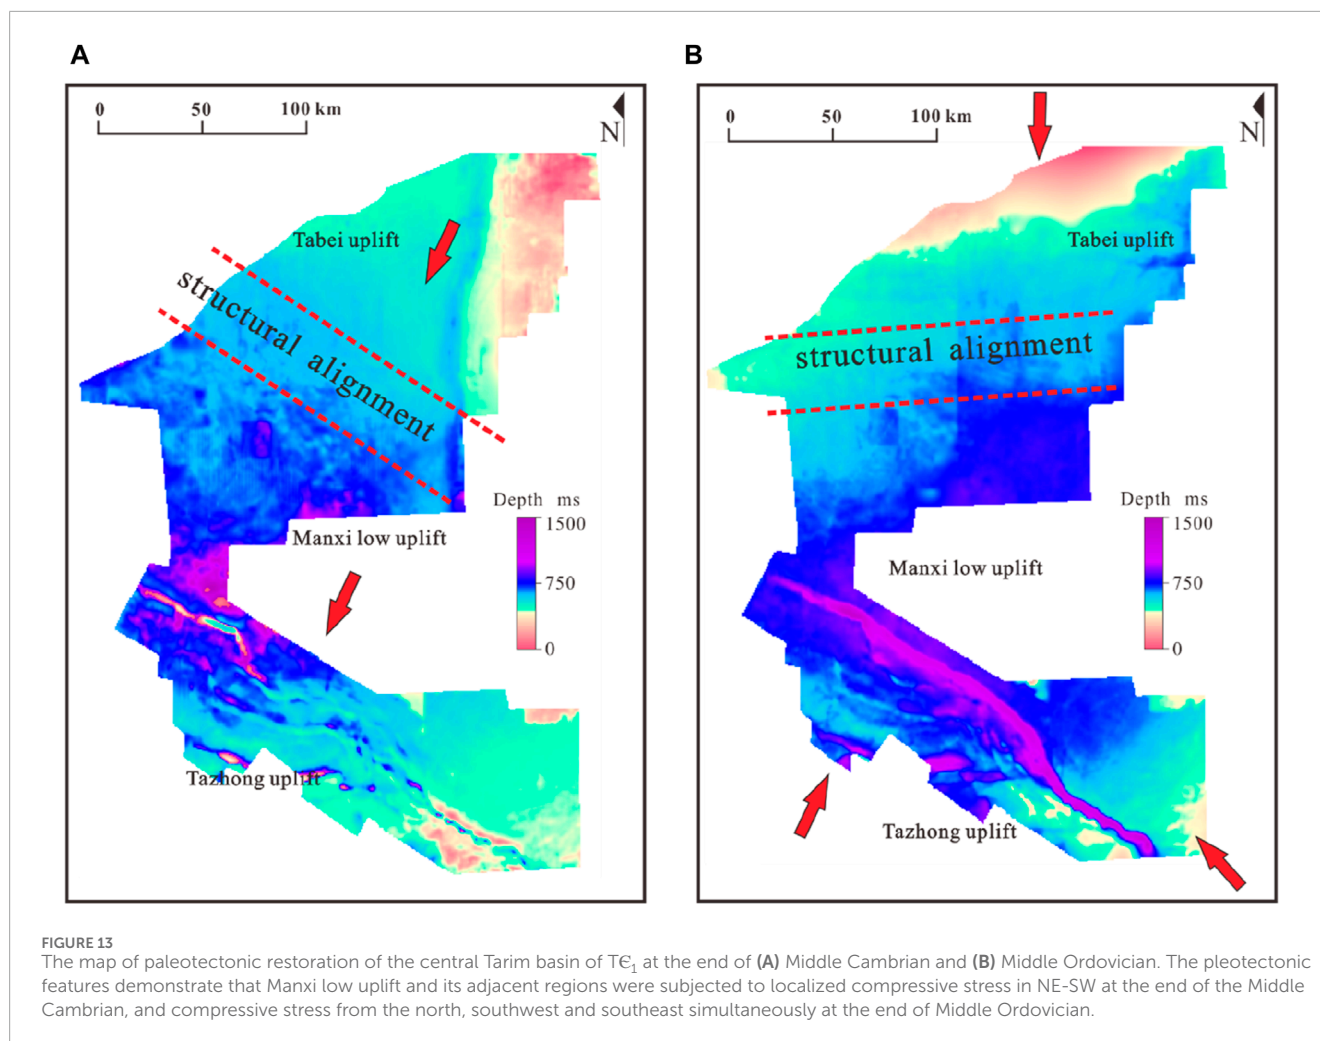 A
0 50 100 km
N
Tabei uplift
structural alignment
Depth ms
1500
750
0
Manxi low uplift
Tazhong uplift
B
0 50 100 km
N
Tabei uplift
structural alignment
Depth ms
1500
750
0
Manxi low uplift
Tazhong uplift
FIGURE 13
The map of paleotectonic restoration of the central Tarim basin of TЄ₁ at the end of (A) Middle Cambrian and (B) Middle Ordovician. The pleotectonic
features demonstrate that Manxi low uplift and its adjacent regions were subjected to localized compressive stress in NE-SW at the end of the Middle
Cambrian, and compressive stress from the north, southwest and southeast simultaneously at the end of Middle Ordovician.